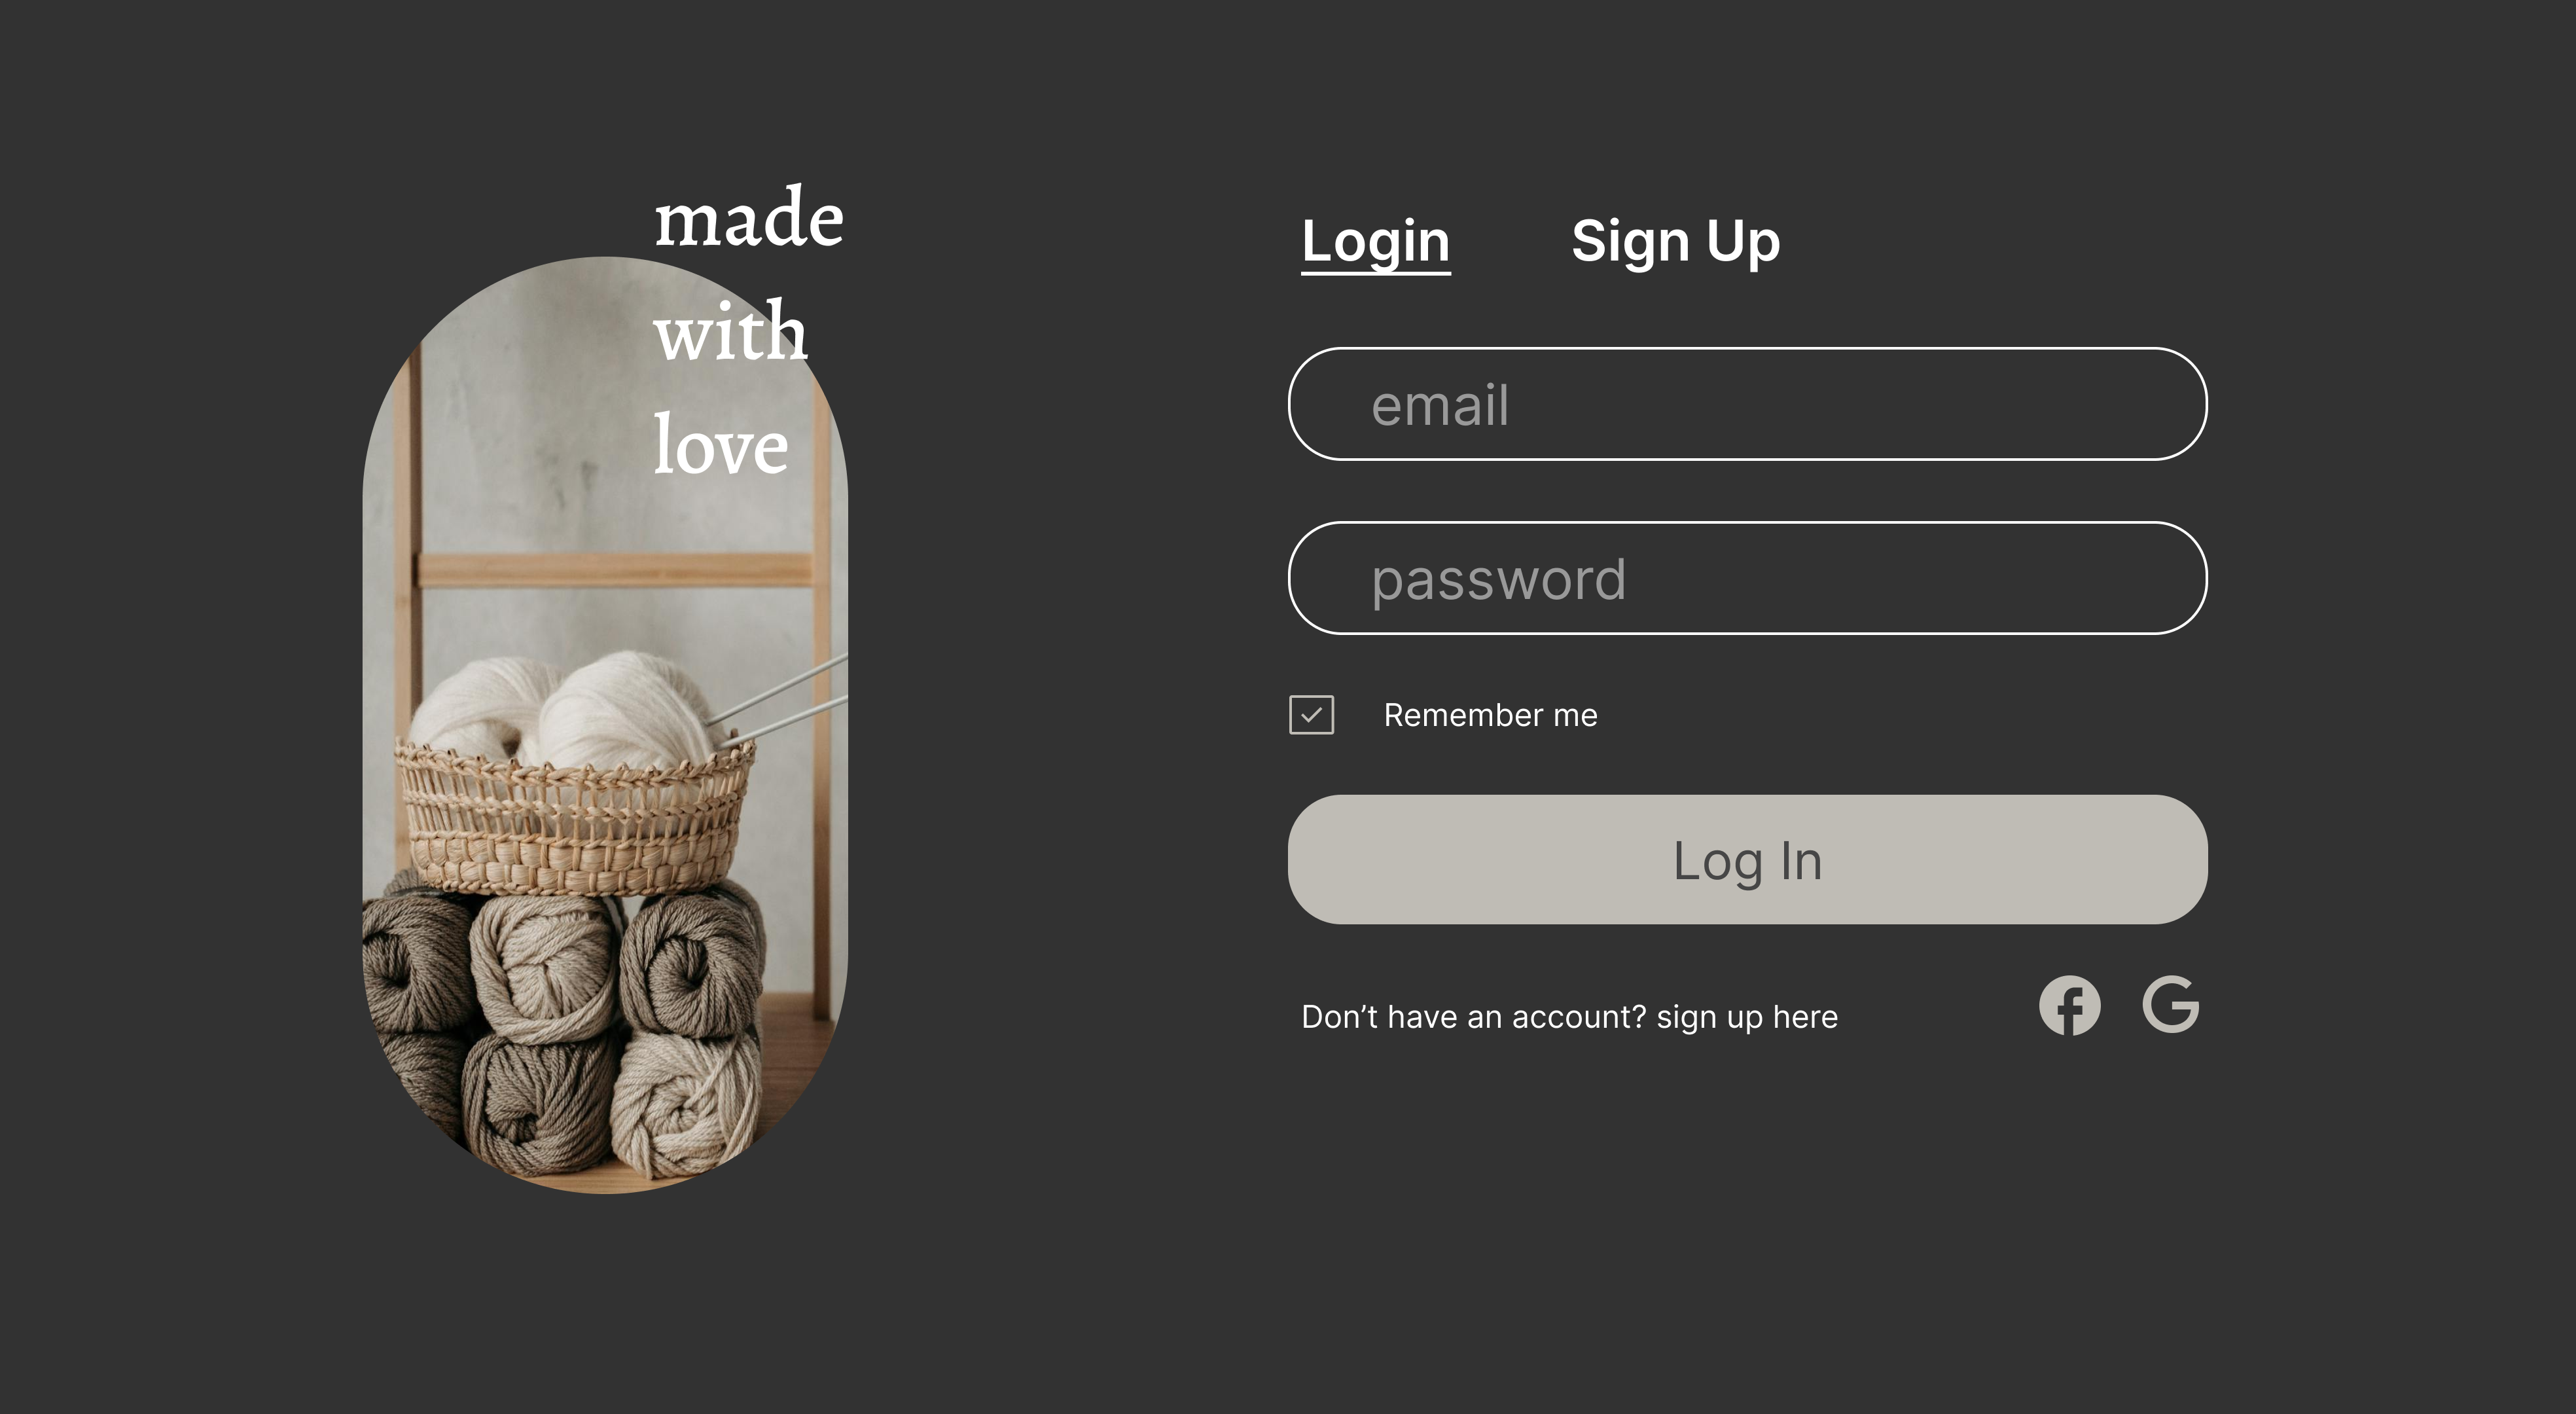 made
with
love
Login
Sign Up
email
password
Remember me
Log In
Don’t have an account? sign up here